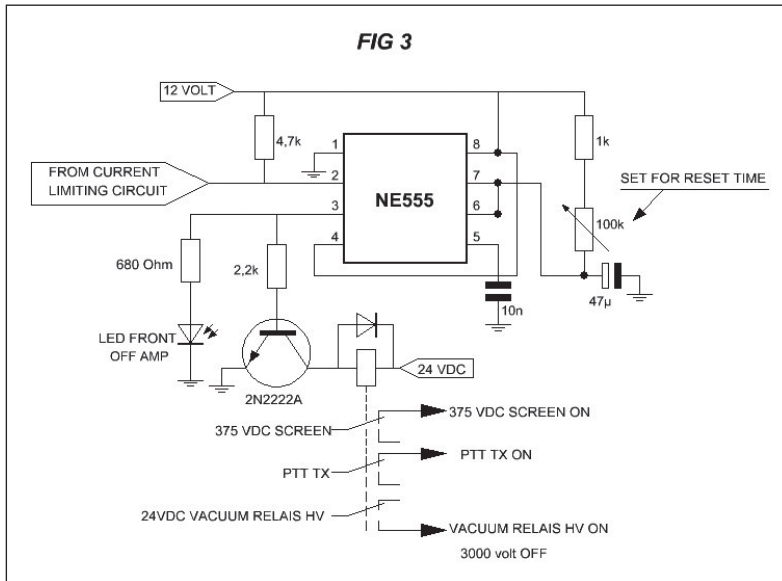 FIG 3
12 VOLT
4,7k
1
8
1k
FROM CURRENT
LIMITING CIRCUIT
2
7
SET FOR RESET TIME
NE555
3
6
100k
4
5
680 Ohm
2,2k
10n
47µ
LED FRONT
OFF AMP
24 VDC
2N2222A
375 VDC SCREEN ON
375 VDC SCREEN
PTT TX ON
PTT TX
24VDC VACUUM RELAIS HV
VACUUM RELAIS HV ON
3000 volt OFF